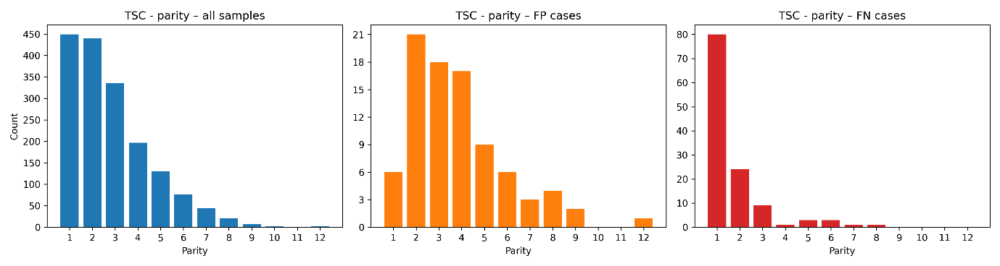 TSC - parity – all samples
450
400
350
300
250
200
150
100
50
0
Count
1 2 3 4 5 6 7 8 9 10 11 12
Parity
TSC - parity – FP cases
21
18
15
12
9
6
3
0
1 2 3 4 5 6 7 8 9 10 11 12
Parity
TSC - parity – FN cases
80
70
60
50
40
30
20
10
0
1 2 3 4 5 6 7 8 9 10 11 12
Parity